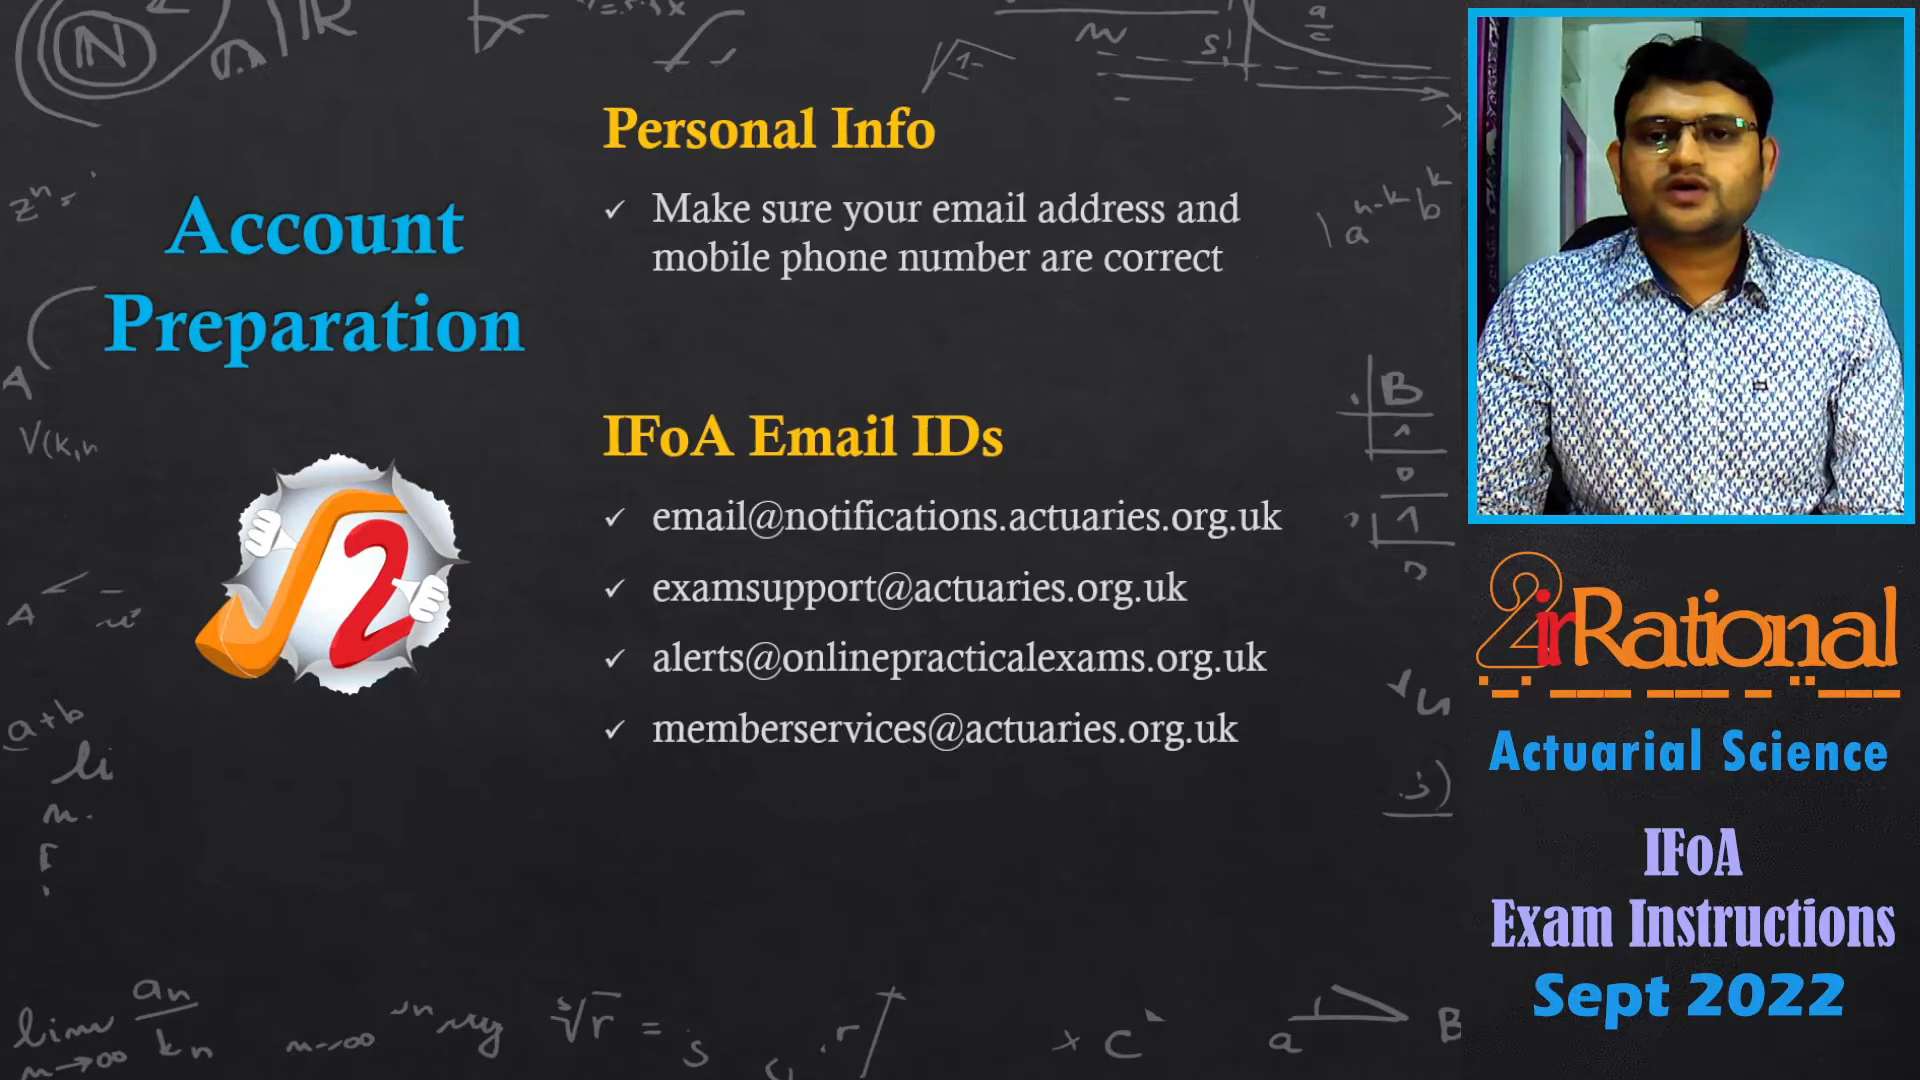 Account
Preparation
Personal Info
✓ Make sure your email address and
mobile phone number are correct
IFoA Email IDs
✓ email@notifications.actuaries.org.uk
✓ examsupport@actuaries.org.uk
✓ alerts@onlinepracticalexams.org.uk
✓ memberservices@actuaries.org.uk
2irRational
Actuarial Science
IFoA
Exam Instructions
Sept 2022